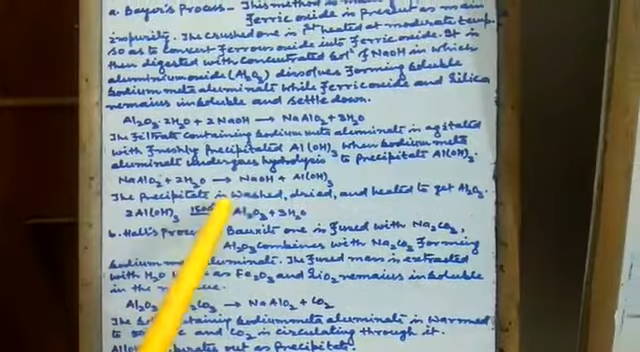 a. Bayer's Process - This method is
Ferric oxide is present as main
impurity. The crushed ore is 1st heated at moderate temp.
so as to convert Ferrous oxide into Ferric oxide. It is
then digested with concentrated sol^n of NaOH in which
aluminium oxide (Al2O3) dissolves Forming Soluble
Sodium meta aluminate while Ferric oxide and Silica
remains in Soluble and Settle down.
Al2O3·2H2O + 2NaOH → NaAlO2 + 3H2O
The Filtrate containing Sodium meta aluminate is agitated
with Freshly Precipitated Al(OH)3 when Sodium meta
aluminate undergoes hydrolysis to Precipitate Al(OH)3.
NaAlO2 + 2H2O → NaOH + Al(OH)3
The Precipitate is washed, dried, and heated to get Al2O3.
2Al(OH)3 Al2O3 + 3H2O
b. Hall's Bauxite ore is Fused with Na2CO3,
Al2O3 combines with Na2CO3 Forming
Sodium aluminate. The Fused mass is extracted
with H2O as Fe2O3 and SiO2 remains in Soluble
in the
Al2O3 → NaAlO2 + CO2
The containing Sodium meta aluminate is warmed
to and CO2 is circulating through it.
out as Precipitate.